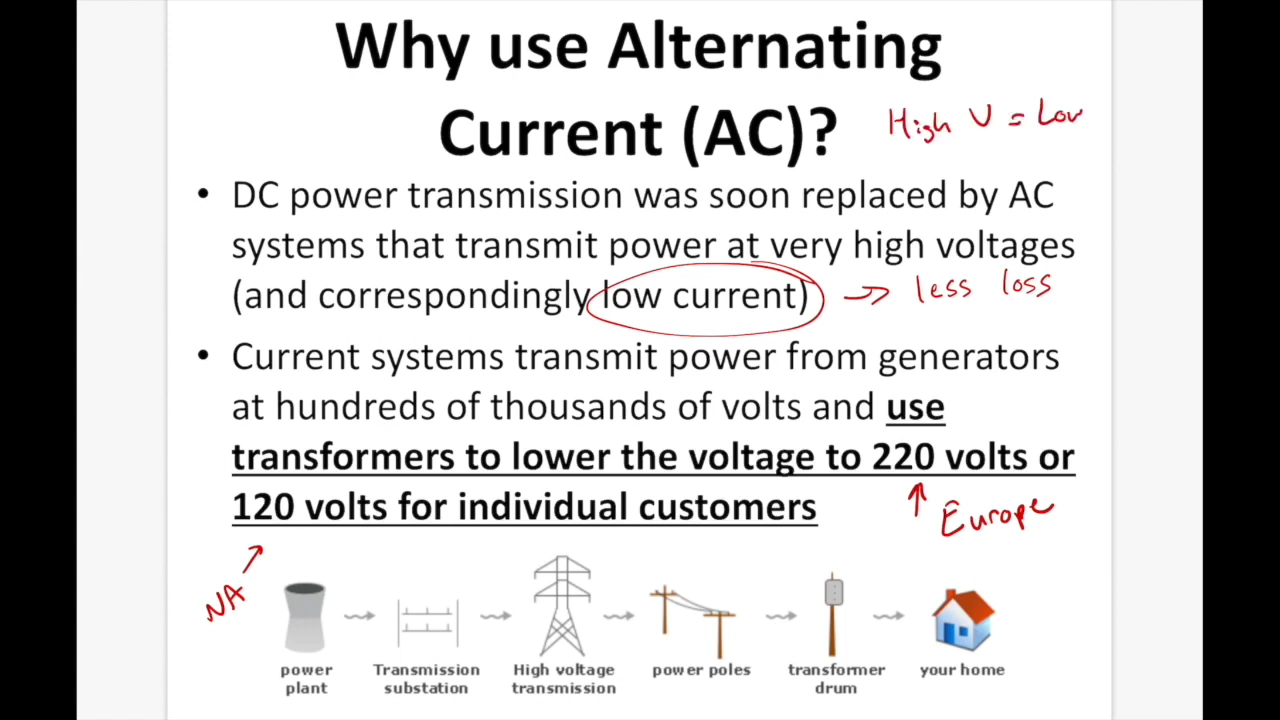 Why use Alternating
Current (AC)?
High V = Low
• DC power transmission was soon replaced by AC
systems that transmit power at very high voltages
(and correspondingly low current) → less loss
• Current systems transmit power from generators
at hundreds of thousands of volts and use
transformers to lower the voltage to 220 volts or
120 volts for individual customers
Europe
NA
power
plant
Transmission
substation
High voltage
transmission
power poles
transformer
drum
your home